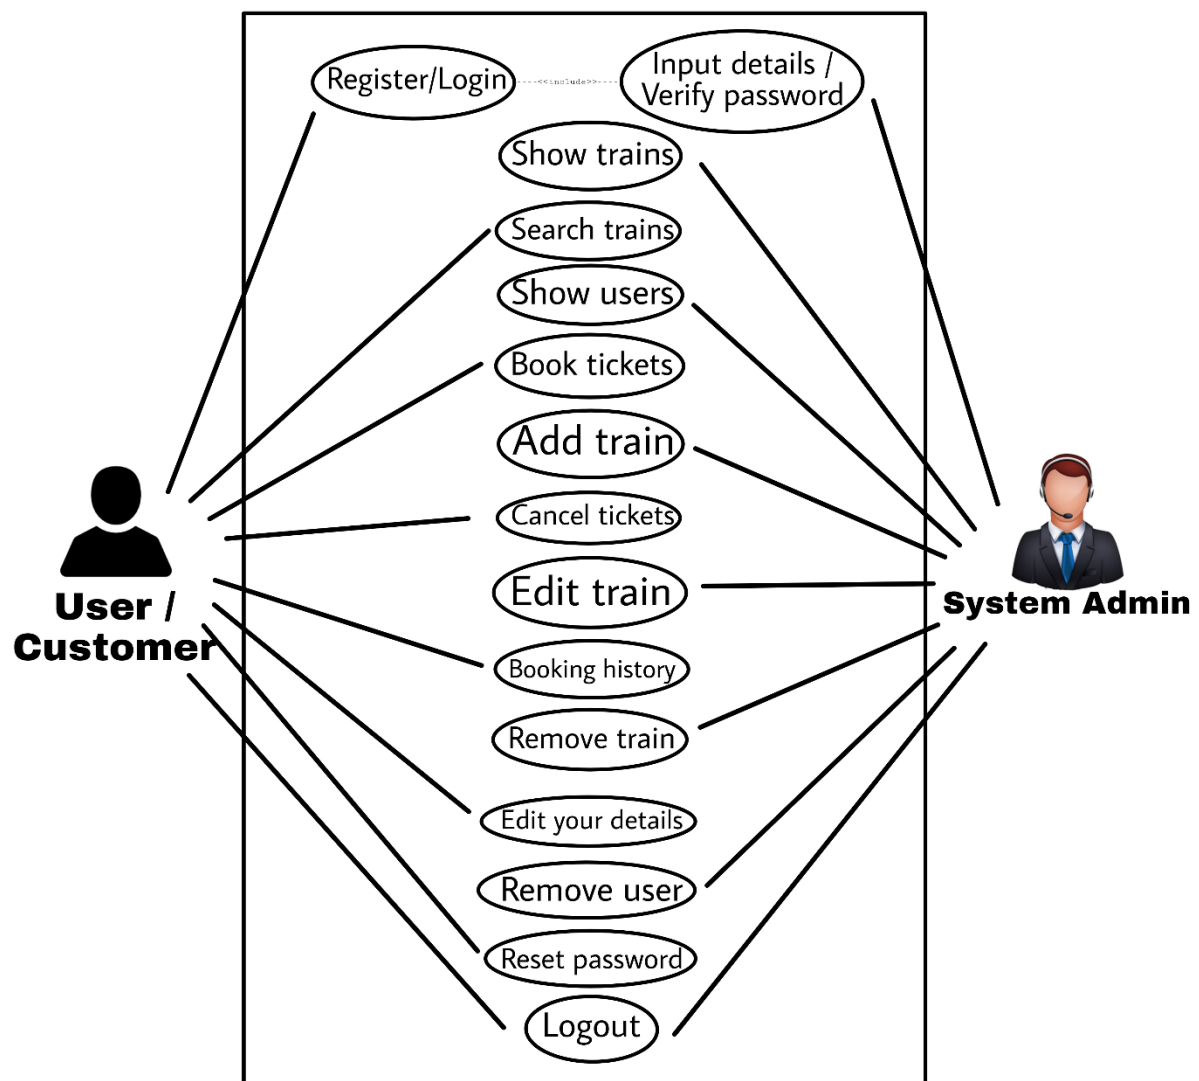 Register/Login
<<include>>
Input details /
Verify password
Show trains
Search trains
Show users
Book tickets
Add train
Cancel tickets
Edit train
User /
Customer
System Admin
Booking history
Remove train
Edit your details
Remove user
Reset password
Logout